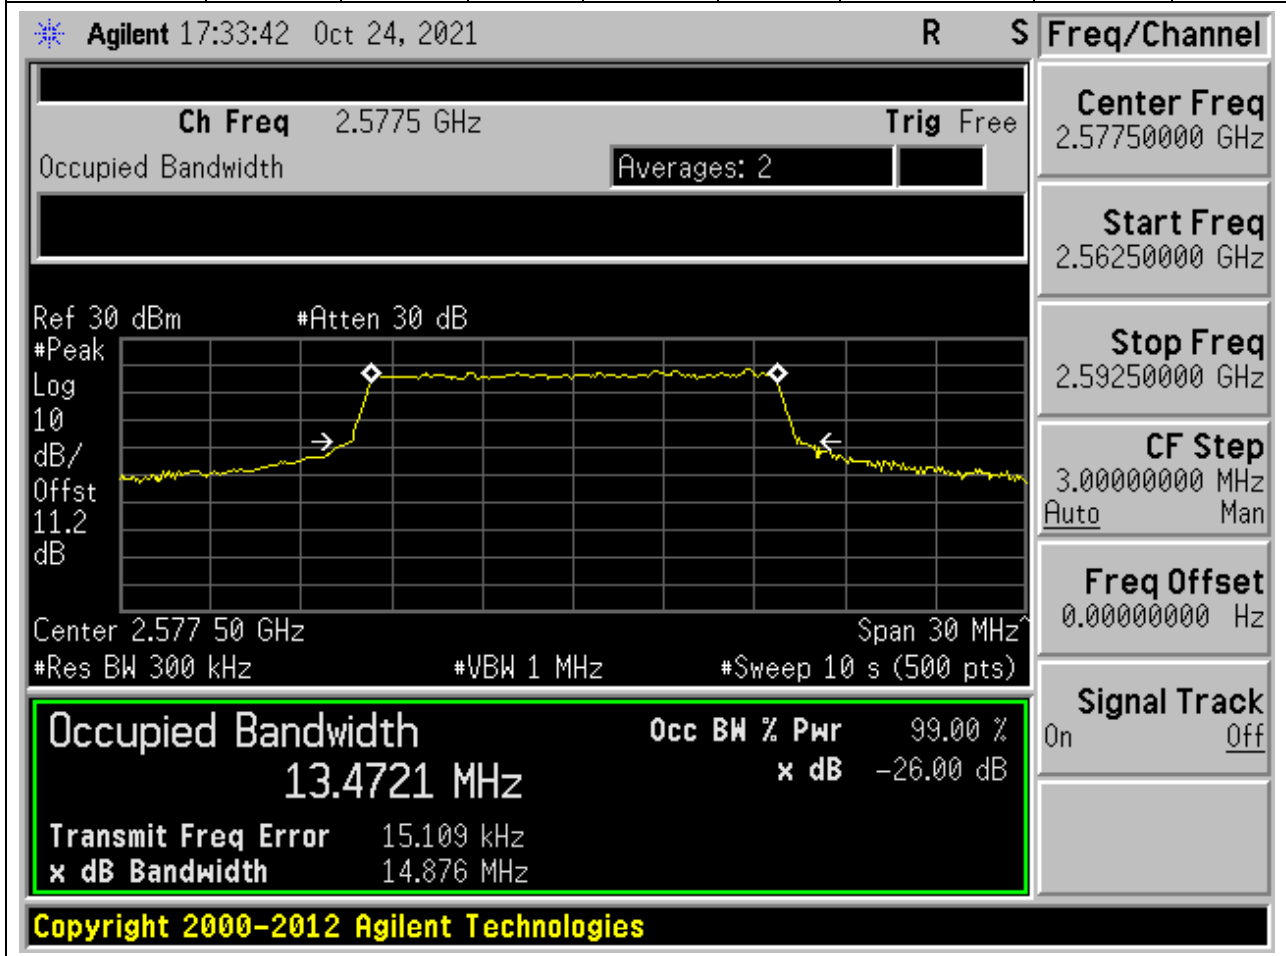 Agilent 17:33:42 Oct 24, 2021 R S
Freq/Channel
Ch Freq 2.5775 GHz Trig Free
Occupied Bandwidth Averages: 2
Center Freq
2.57750000 GHz
Start Freq
2.56250000 GHz
Stop Freq
2.59250000 GHz
CF Step
3.00000000 MHz
Auto Man
Freq Offset
0.00000000 Hz
Signal Track
On Off
Ref 30 dBm #Atten 30 dB
#Peak
Log
10
dB/
Offst
11.2
dB
Center 2.577 50 GHz Span 30 MHz^
#Res BW 300 kHz #VBW 1 MHz #Sweep 10 s (500 pts)
Occupied Bandwidth Occ BW % Pwr 99.00 %
13.4721 MHz x dB -26.00 dB
Transmit Freq Error 15.109 kHz
x dB Bandwidth 14.876 MHz
Copyright 2000-2012 Agilent Technologies